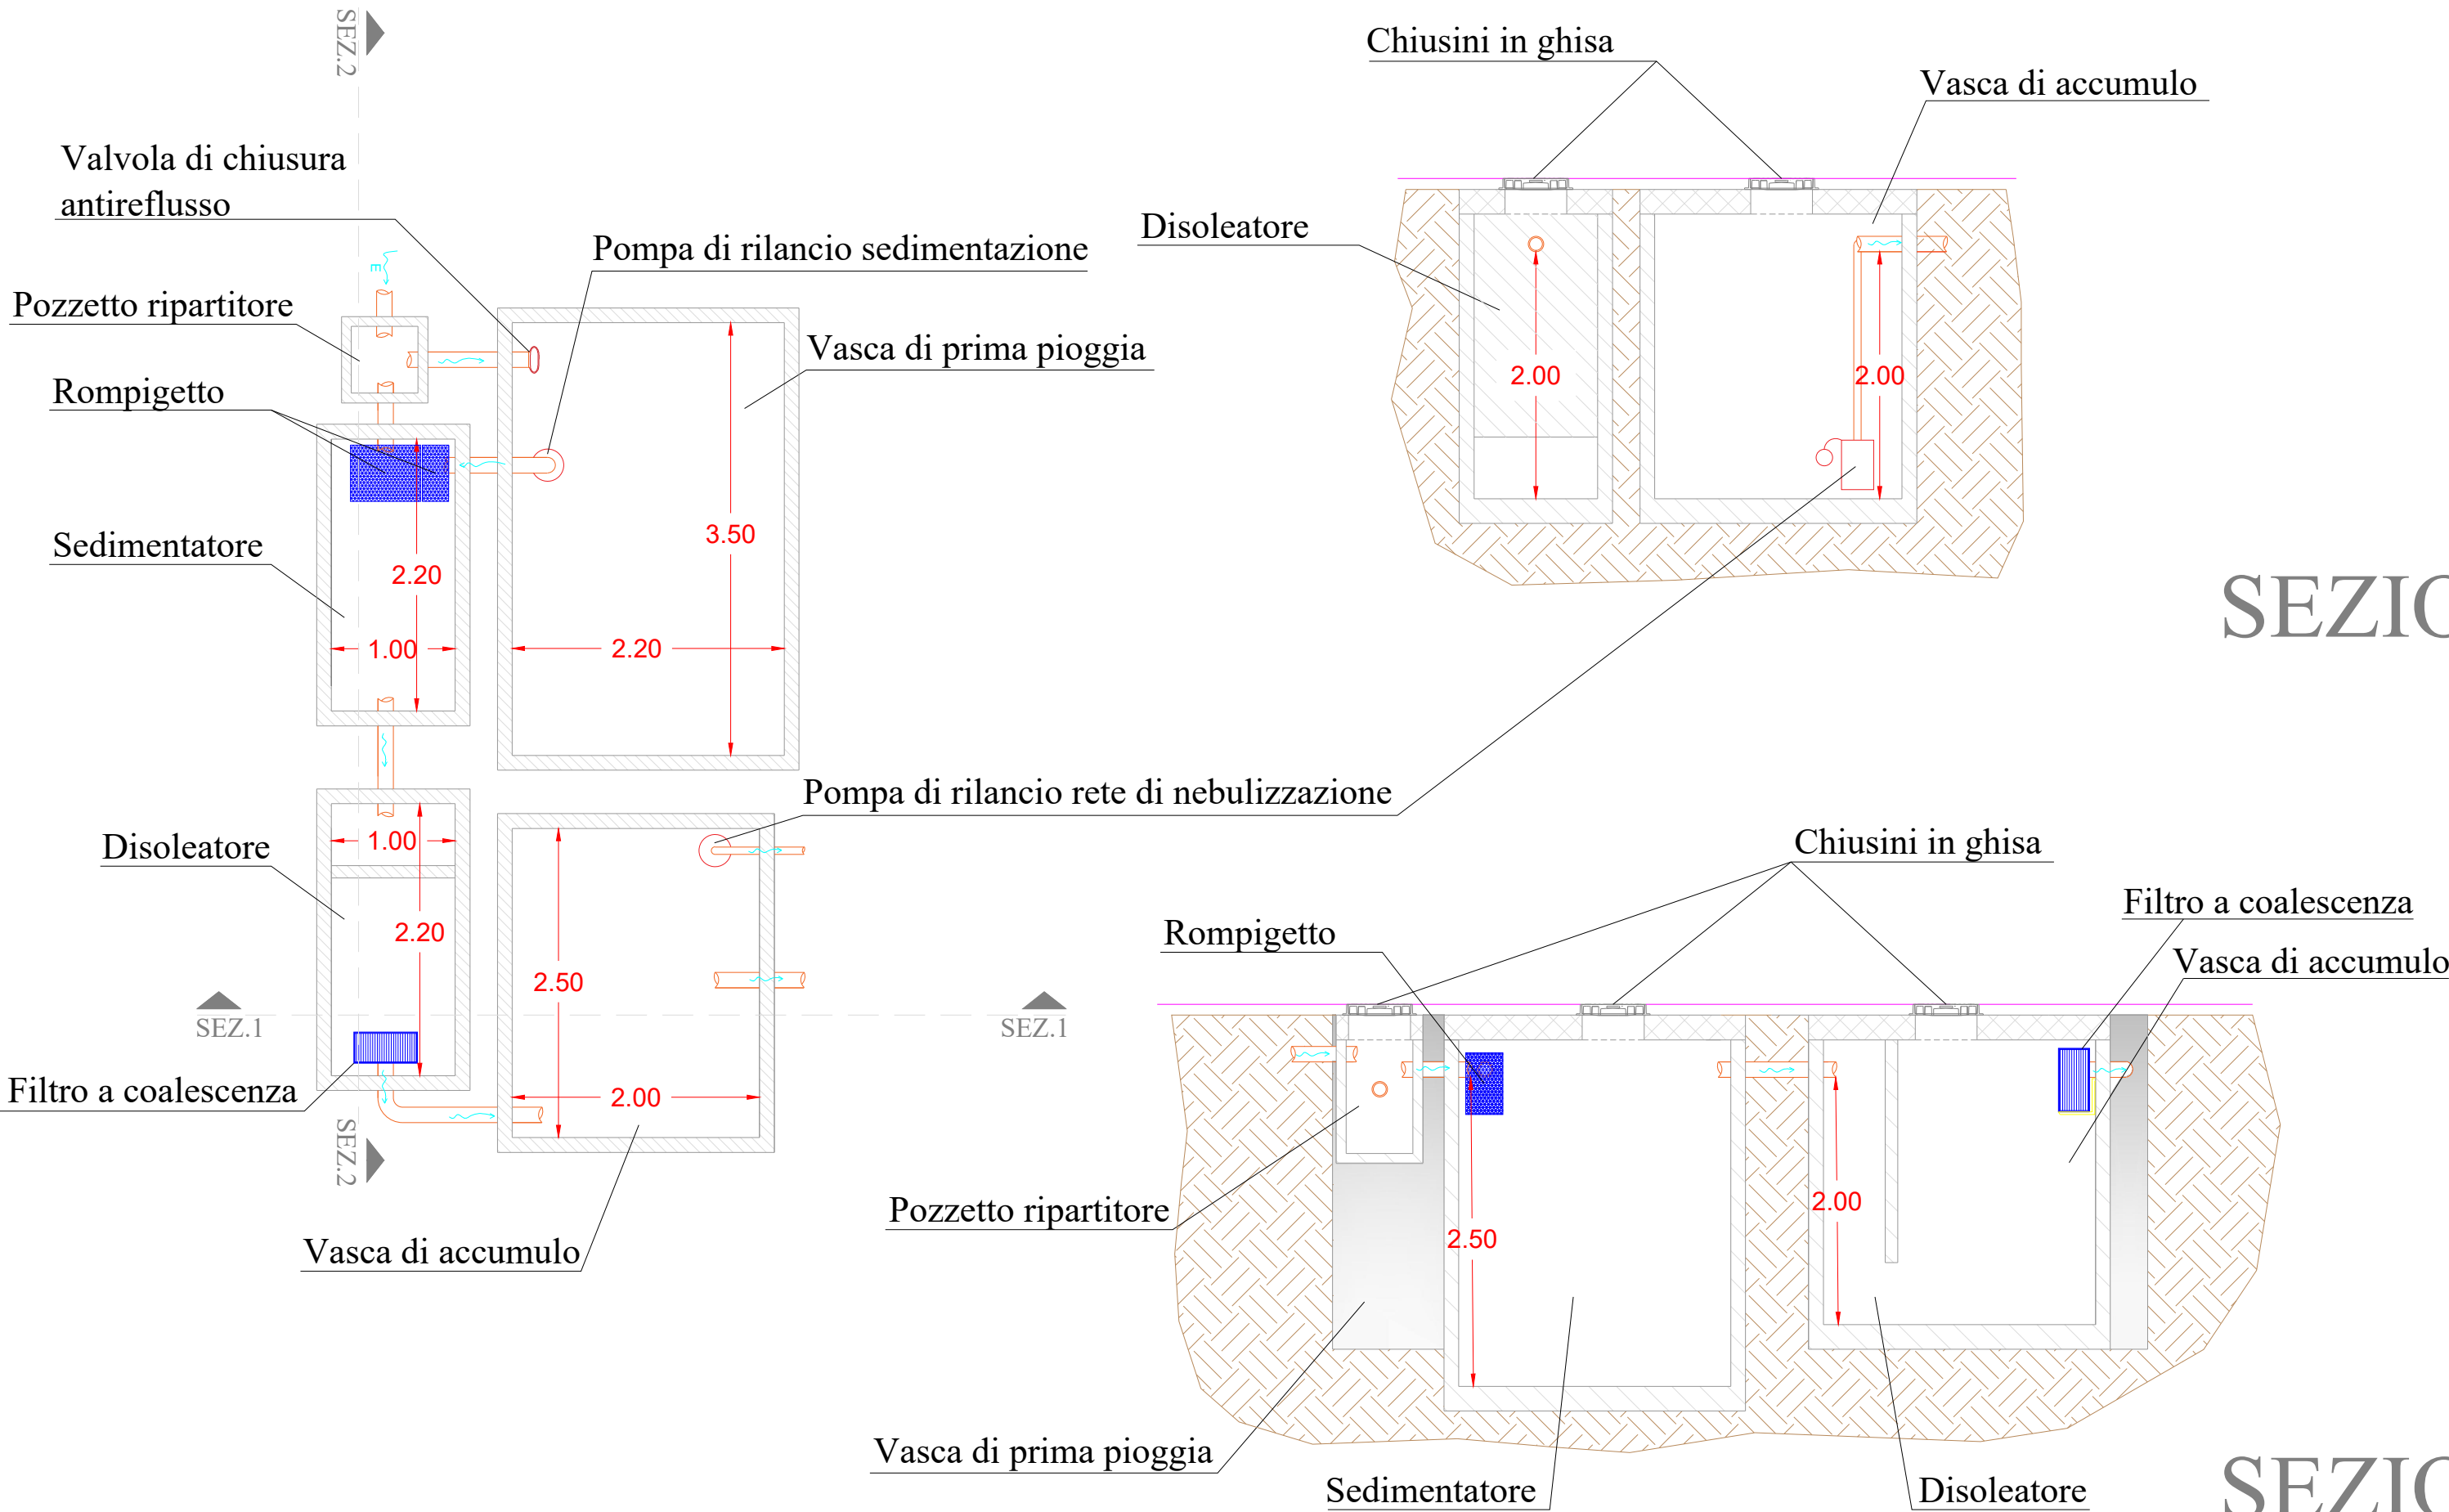 SEZ.2
Valvola di chiusura
antireflusso
Pompa di rilancio sedimentazione
E
Pozzetto ripartitore
Vasca di prima pioggia
Rompigetto
3.50
Sedimentatore
2.20
1.00
2.20
Pompa di rilancio rete di nebulizzazione
Disoleatore
1.00
2.20
2.50
SEZ.1
SEZ.1
Filtro a coalescenza
2.00
SEZ.2
Vasca di accumulo
Chiusini in ghisa
Vasca di accumulo
Disoleatore
2.00
2.00
SEZIO
Chiusini in ghisa
Filtro a coalescenza
Rompigetto
Vasca di accumulo
Pozzetto ripartitore
2.00
2.50
Vasca di prima pioggia
Sedimentatore
Disoleatore
SEZIO